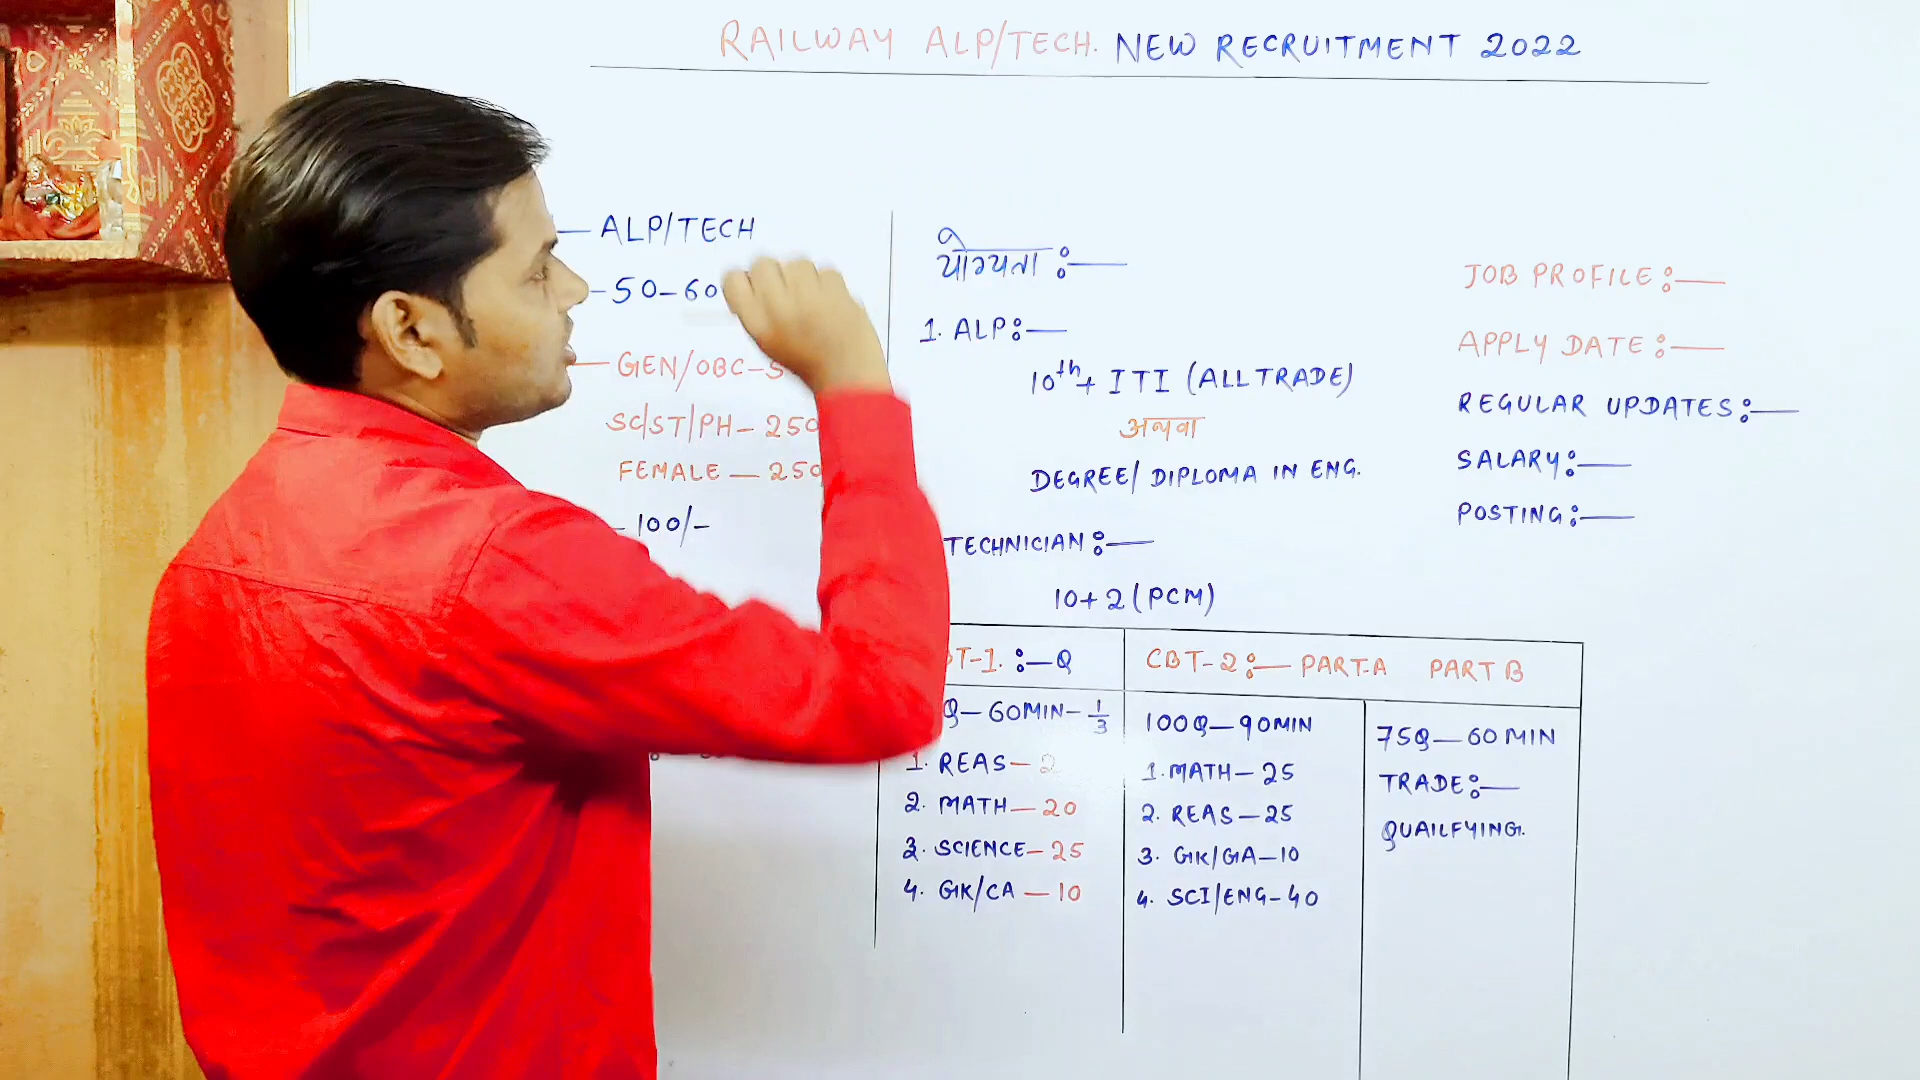 RAILWAY ALP/TECH. NEW RECRUITMENT 2022
— ALP/TECH
- 50-60
— GEN/OBC-
SC/ST/PH- 250
FEMALE — 250
- 100/-
योग्यता :—
1. ALP :—
10th + ITI (ALL TRADE)
अथवा
DEGREE/ DIPLOMA IN ENG.
TECHNICIAN :—
10+2 (PCM)
JOB PROFILE :—
APPLY DATE :—
REGULAR UPDATES :—
SALARY :—
POSTING :—
T-1. :—Q
Q— 60MIN- 1/3
1. REAS— 2
2. MATH— 20
3. SCIENCE- 25
4. GK/CA — 10
CBT-2 :— PART-A PART B
100Q—90MIN
1. MATH— 25
2. REAS—25
3. GK/GA—10
4. SCI/ENG-40
75Q—60 MIN
TRADE :—
QUAILFYING.